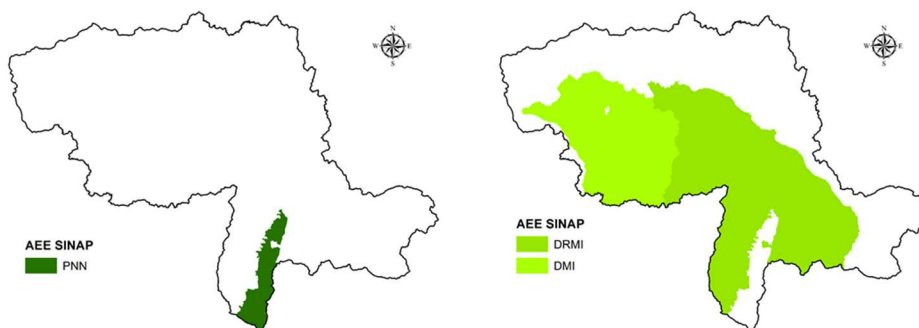 N
W E
S
AEE SINAP
PNN
N
W E
S
AEE SINAP
DRMI
DMI